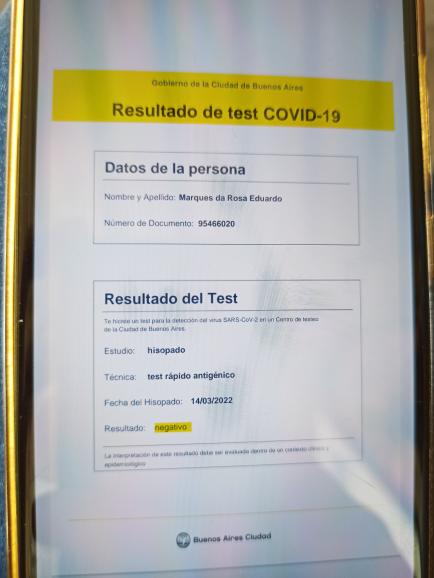 Gobierno de la Ciudad de Buenos Aires
Resultado de test COVID-19
Datos de la persona
Nombre y Apellido: Marques da Rosa Eduardo
Número de Documento: 95466020
Resultado del Test
Te hiciste un test para la detección del virus SARS-CoV-2 en un Centro de testeo
de la Ciudad de Buenos Aires.
Estudio: hisopado
Técnica: test rápido antigénico
Fecha del Hisopado: 14/03/2022
Resultado: negativo
La interpretación de este resultado debe ser evaluada dentro de un contexto clínico y
epidemiológico
Buenos Aires Ciudad